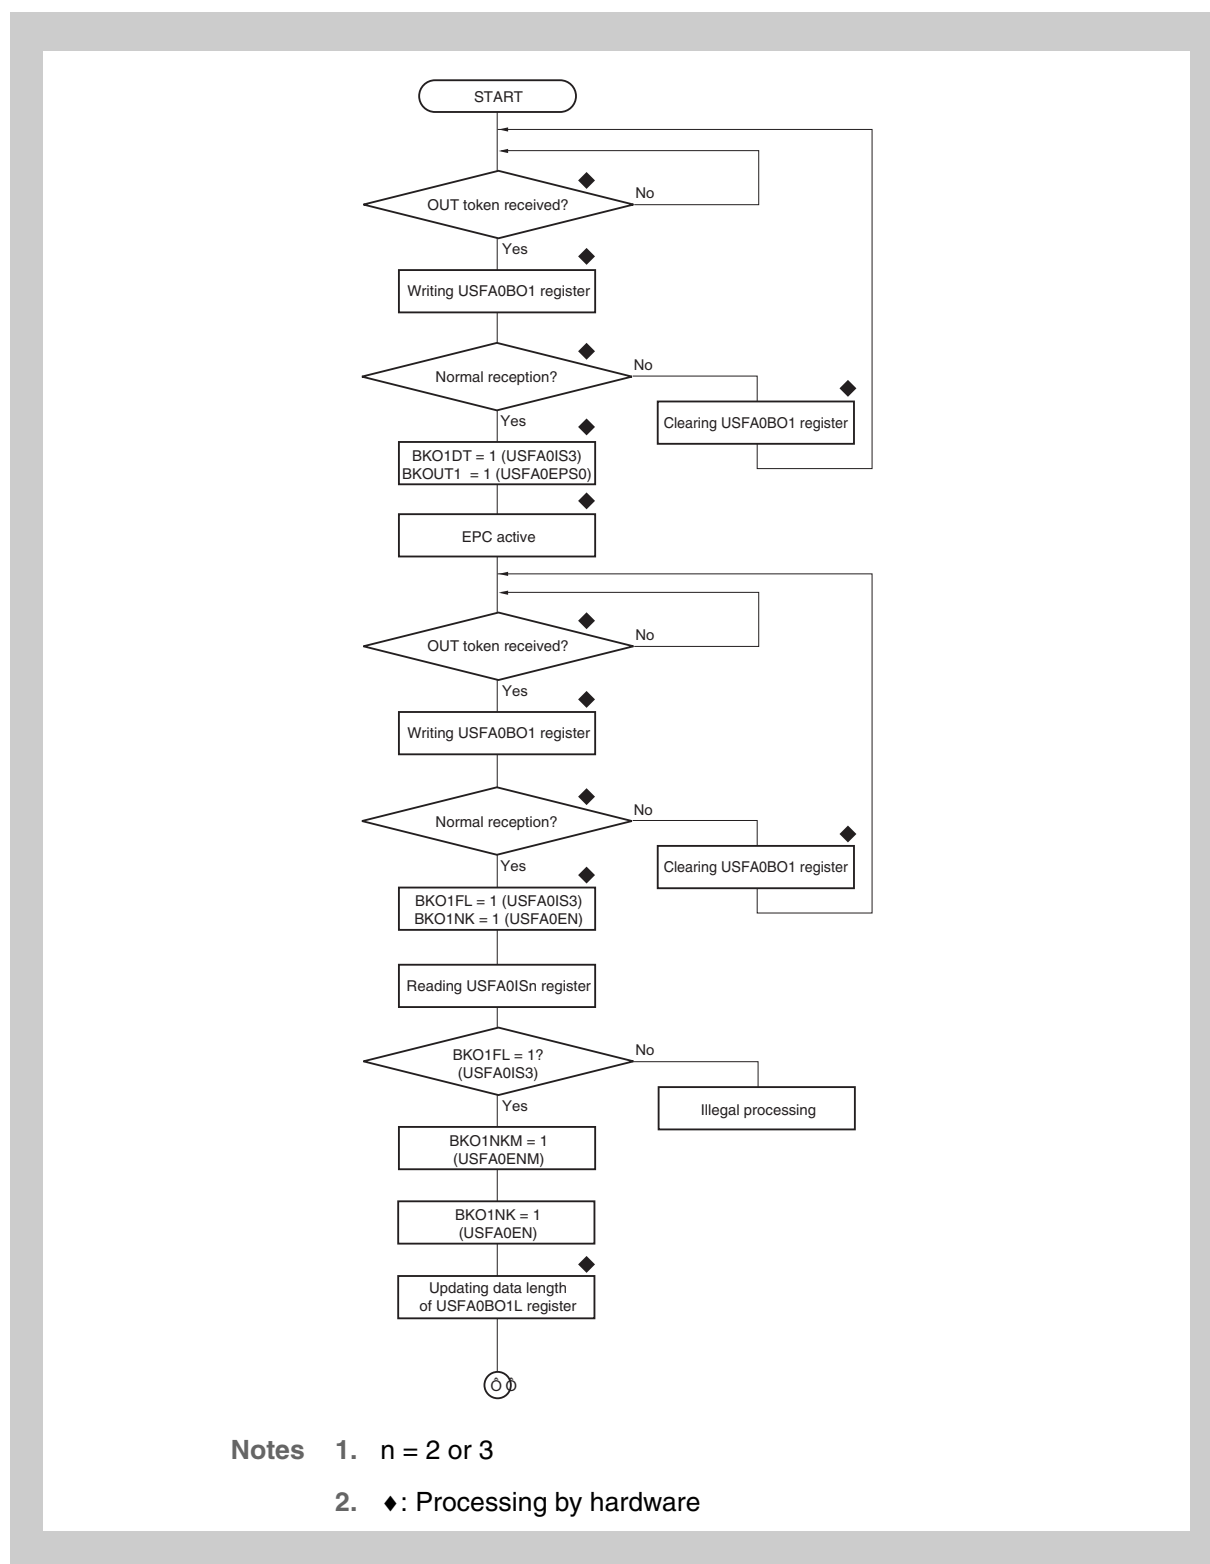 START
OUT token received?
No
Yes
Writing USFA0BO1 register
Normal reception?
No
Yes
Clearing USFA0BO1 register
BKO1DT = 1 (USFA0IS3)
BKOUT1 = 1 (USFA0EPS0)
EPC active
OUT token received?
No
Yes
Writing USFA0BO1 register
Normal reception?
No
Yes
Clearing USFA0BO1 register
BKO1FL = 1 (USFA0IS3)
BKO1NK = 1 (USFA0EN)
Reading USFA0ISn register
BKO1FL = 1?
(USFA0IS3)
No
Yes
Illegal processing
BKO1NKM = 1
(USFA0ENM)
BKO1NK = 1
(USFA0EN)
Updating data length
of USFA0BO1L register
Notes 1. n = 2 or 3
2. ♦: Processing by hardware